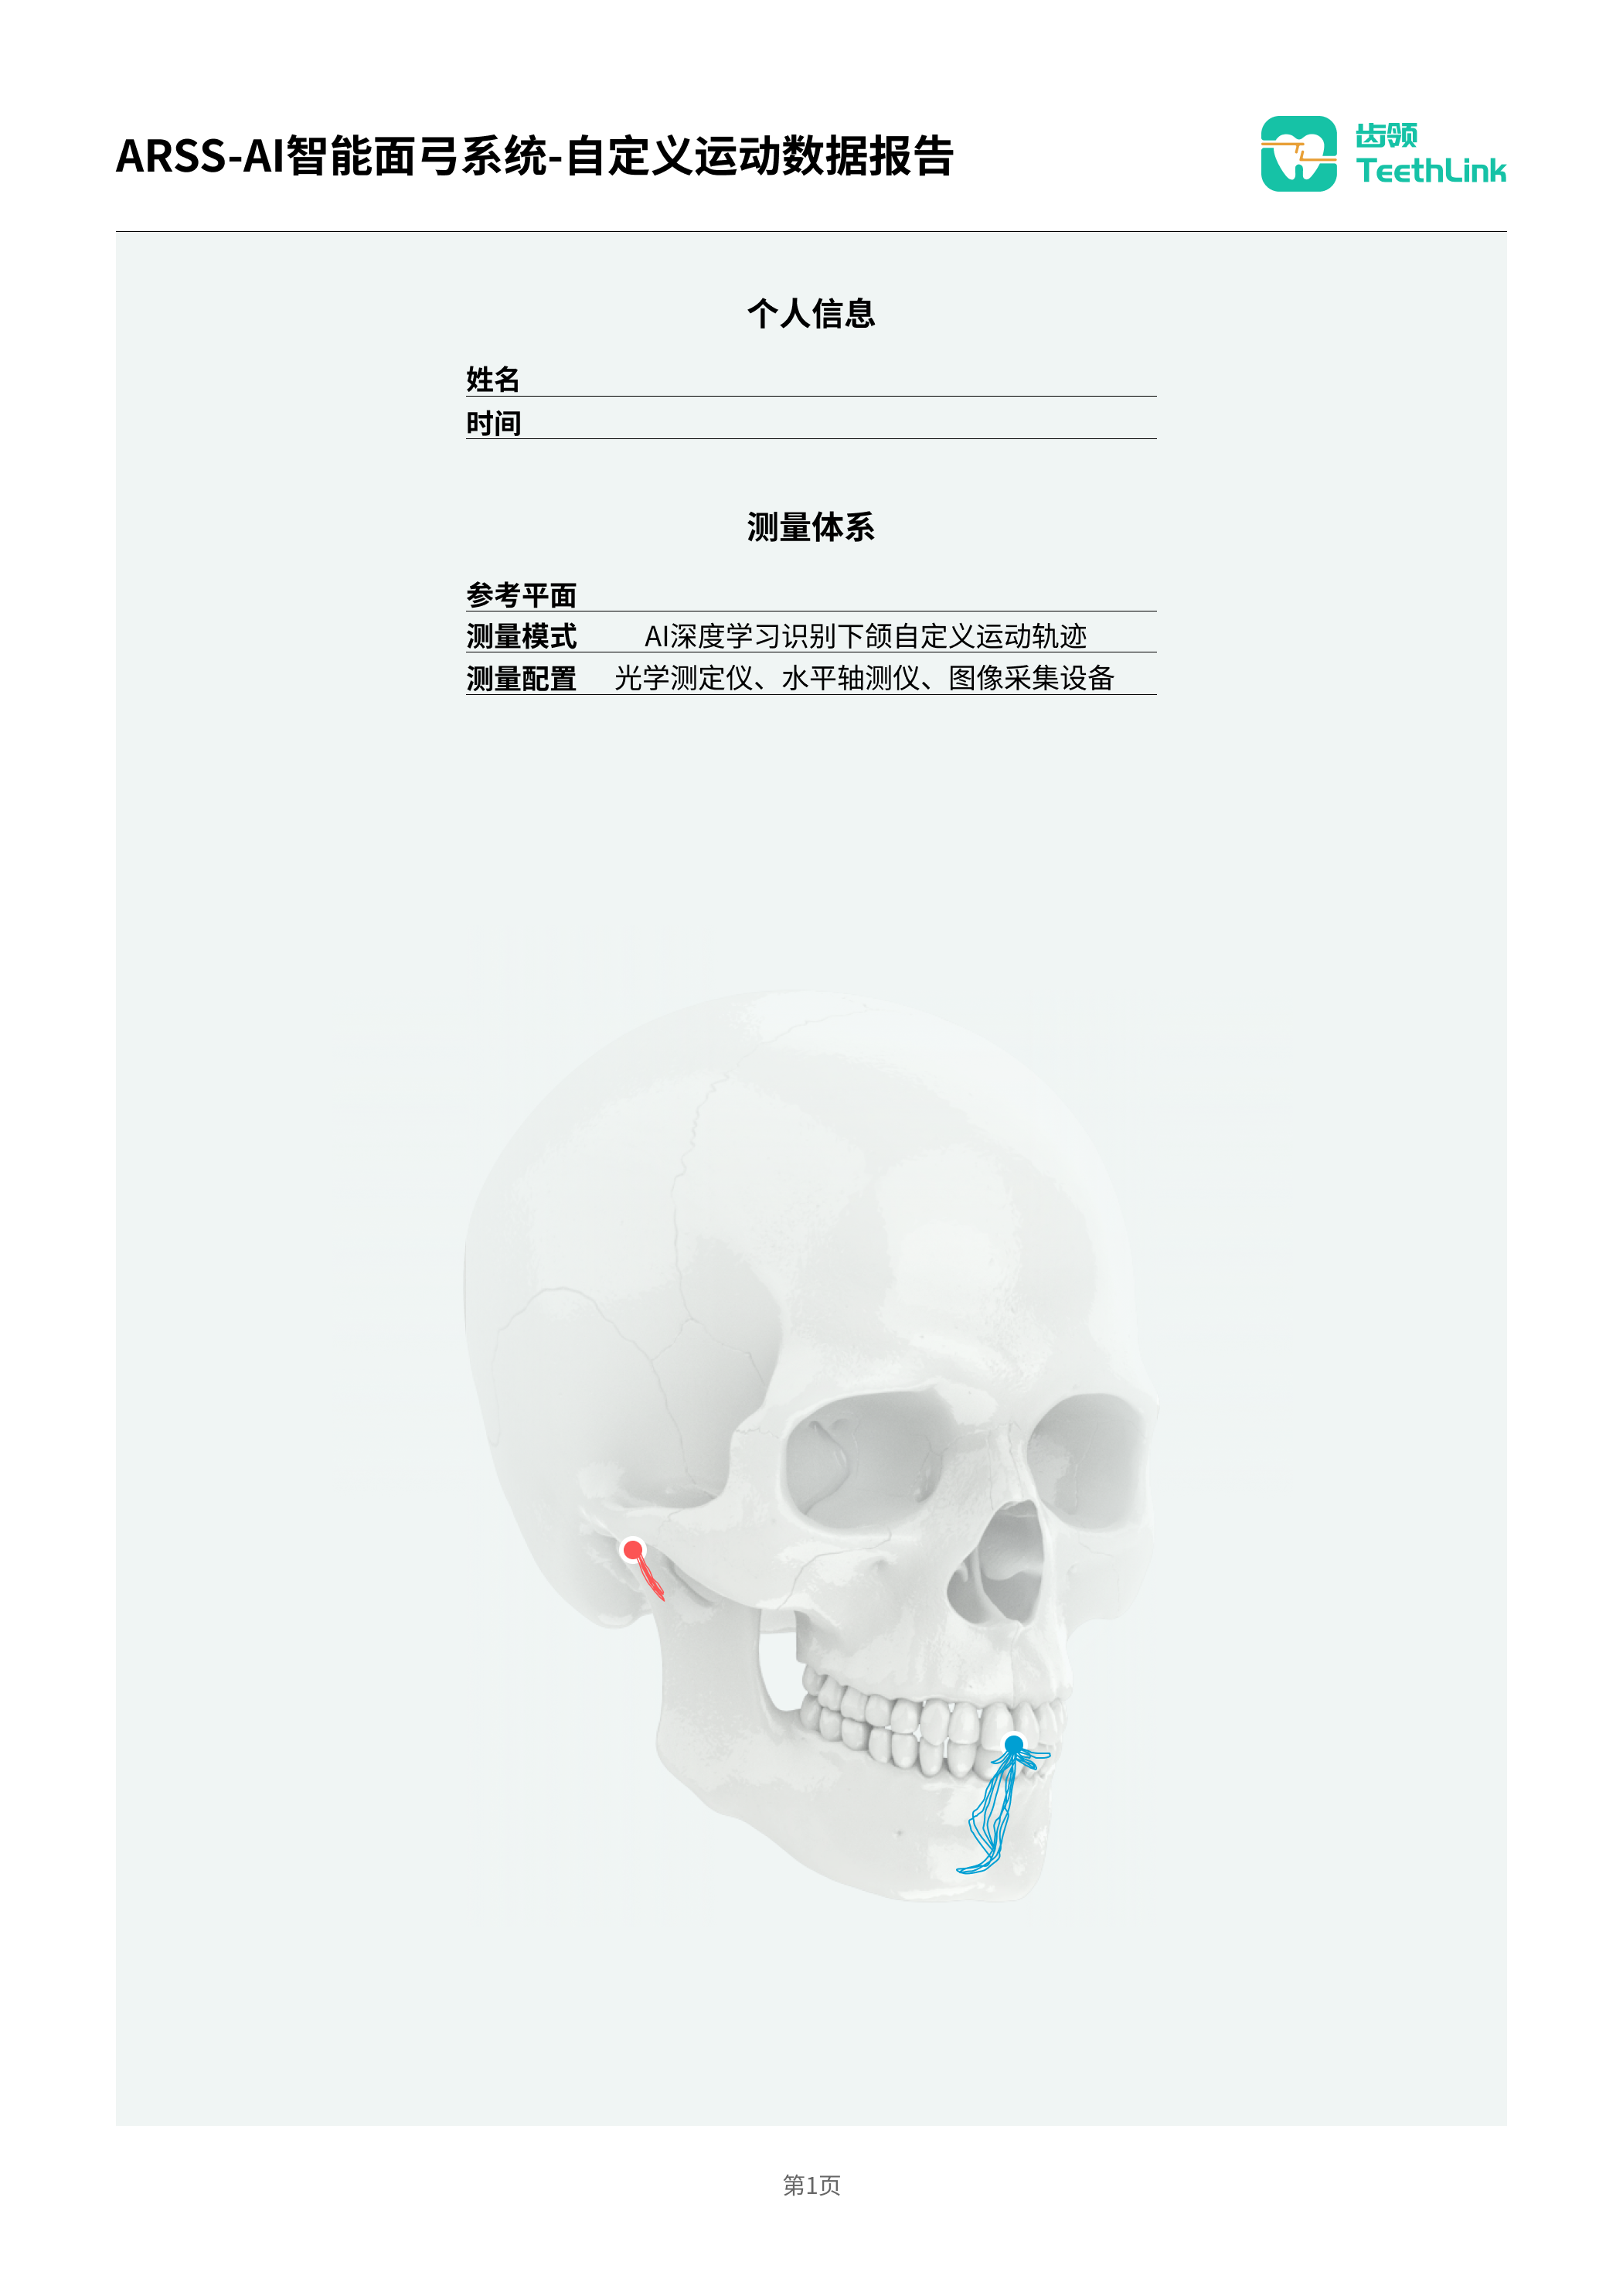 ARSS-AI智能面弓系统-自定义运动数据报告
齿领
TeethLink
个人信息
姓名
时间
测量体系
参考平面
测量模式 AI深度学习识别下颌自定义运动轨迹
测量配置 光学测定仪、水平轴测仪、图像采集设备
第1页